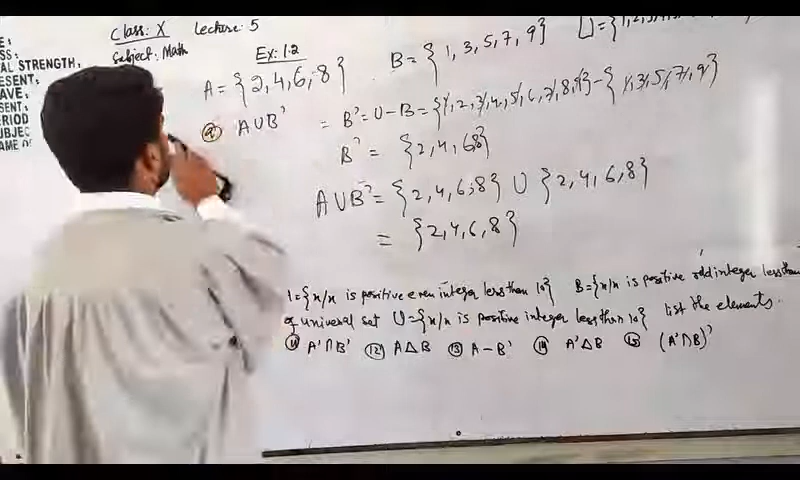 Class: X Lecture: 5
Subject: Math
Ex: 1.2
AL STRENGTH:
A = {2,4,6,8} B = {1, 3, 5, 7, 9}
(9) A∪B' = B' = U-B = {1, 2, 3, 4, 5, 6, 7, 8, 9} - {1, 3, 5, 7, 9}
B' = {2,4,6,8}
A∪B' = {2,4,6,8} ∪ {2,4,6,8}
= {2,4,6,8}
={x/x is positive even integer less than 10} B={x/x is positive odd integer less than
of universal set U={x/x is positive integer less than 10} list the elements.
(11) A'∩B' (12) A△B (13) A-B' (14) A'△B (15) (A'∩B)'